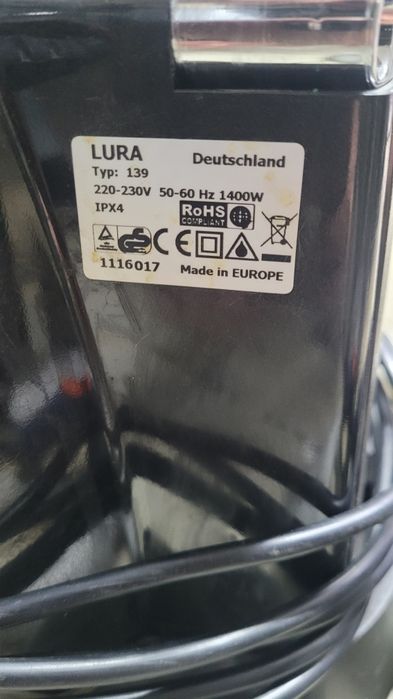 LURA Deutschland
Typ: 139
220-230V 50-60 Hz 1400W
IPX4
RoHS
COMPLIANT
CE
1116017 Made in EUROPE